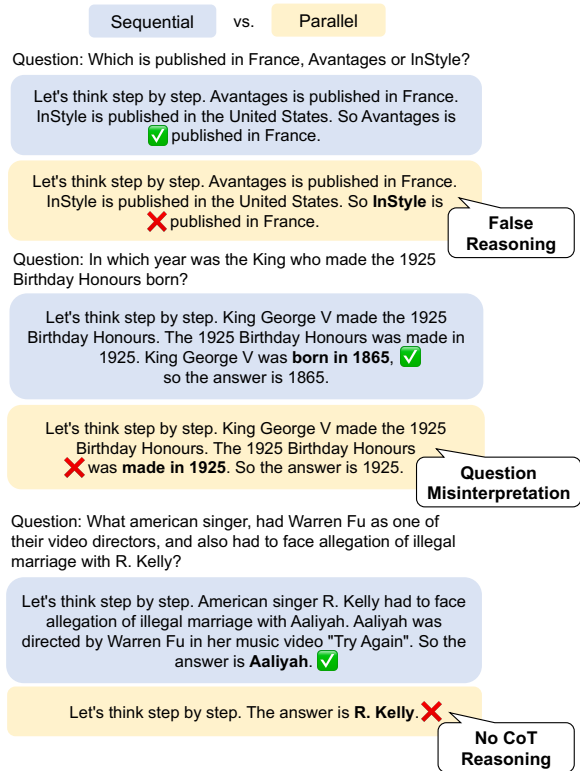 Sequential vs. Parallel
Question: Which is published in France, Avantages or InStyle?
Let's think step by step. Avantages is published in France.
InStyle is published in the United States. So Avantages is
published in France.
Let's think step by step. Avantages is published in France.
InStyle is published in the United States. So InStyle is
published in France.
False
Reasoning
Question: In which year was the King who made the 1925
Birthday Honours born?
Let's think step by step. King George V made the 1925
Birthday Honours. The 1925 Birthday Honours was made in
1925. King George V was born in 1865,
so the answer is 1865.
Let's think step by step. King George V made the 1925
Birthday Honours. The 1925 Birthday Honours
was made in 1925. So the answer is 1925.
Question
Misinterpretation
Question: What american singer, had Warren Fu as one of
their video directors, and also had to face allegation of illegal
marriage with R. Kelly?
Let's think step by step. American singer R. Kelly had to face
allegation of illegal marriage with Aaliyah. Aaliyah was
directed by Warren Fu in her music video "Try Again". So the
answer is Aaliyah.
Let's think step by step. The answer is R. Kelly.
No CoT
Reasoning